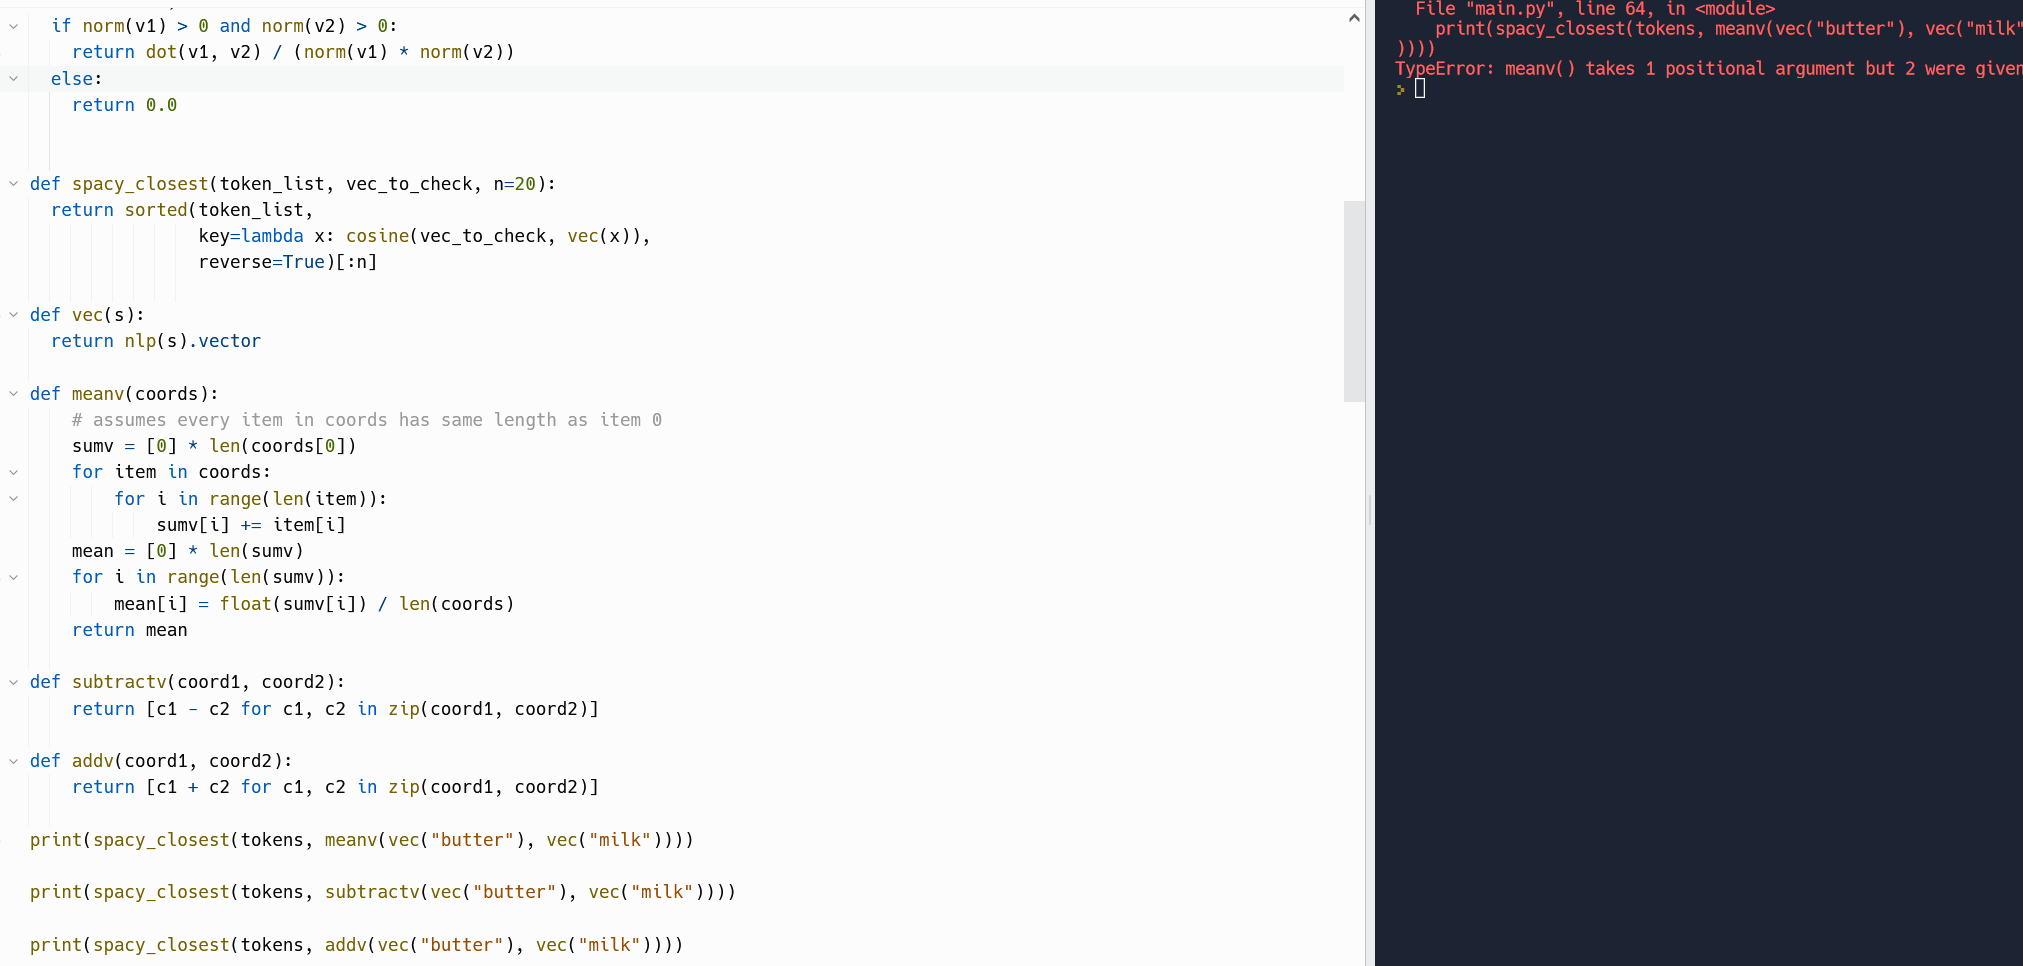 if norm(v1) > 0 and norm(v2) > 0:
return dot(v1, v2) / (norm(v1) * norm(v2))
else:
return 0.0
def spacy_closest(token_list, vec_to_check, n=20):
return sorted(token_list,
key=lambda x: cosine(vec_to_check, vec(x)),
reverse=True)[:n]
def vec(s):
return nlp(s).vector
def meanv(coords):
# assumes every item in coords has same length as item 0
sumv = [0] * len(coords[0])
for item in coords:
for i in range(len(item)):
sumv[i] += item[i]
mean = [0] * len(sumv)
for i in range(len(sumv)):
mean[i] = float(sumv[i]) / len(coords)
return mean
def subtractv(coord1, coord2):
return [c1 - c2 for c1, c2 in zip(coord1, coord2)]
def addv(coord1, coord2):
return [c1 + c2 for c1, c2 in zip(coord1, coord2)]
print(spacy_closest(tokens, meanv(vec("butter"), vec("milk"))))
print(spacy_closest(tokens, subtractv(vec("butter"), vec("milk"))))
print(spacy_closest(tokens, addv(vec("butter"), vec("milk"))))
File "main.py", line 64, in <module>
print(spacy_closest(tokens, meanv(vec("butter"), vec("milk"
))))
TypeError: meanv() takes 1 positional argument but 2 were given
>